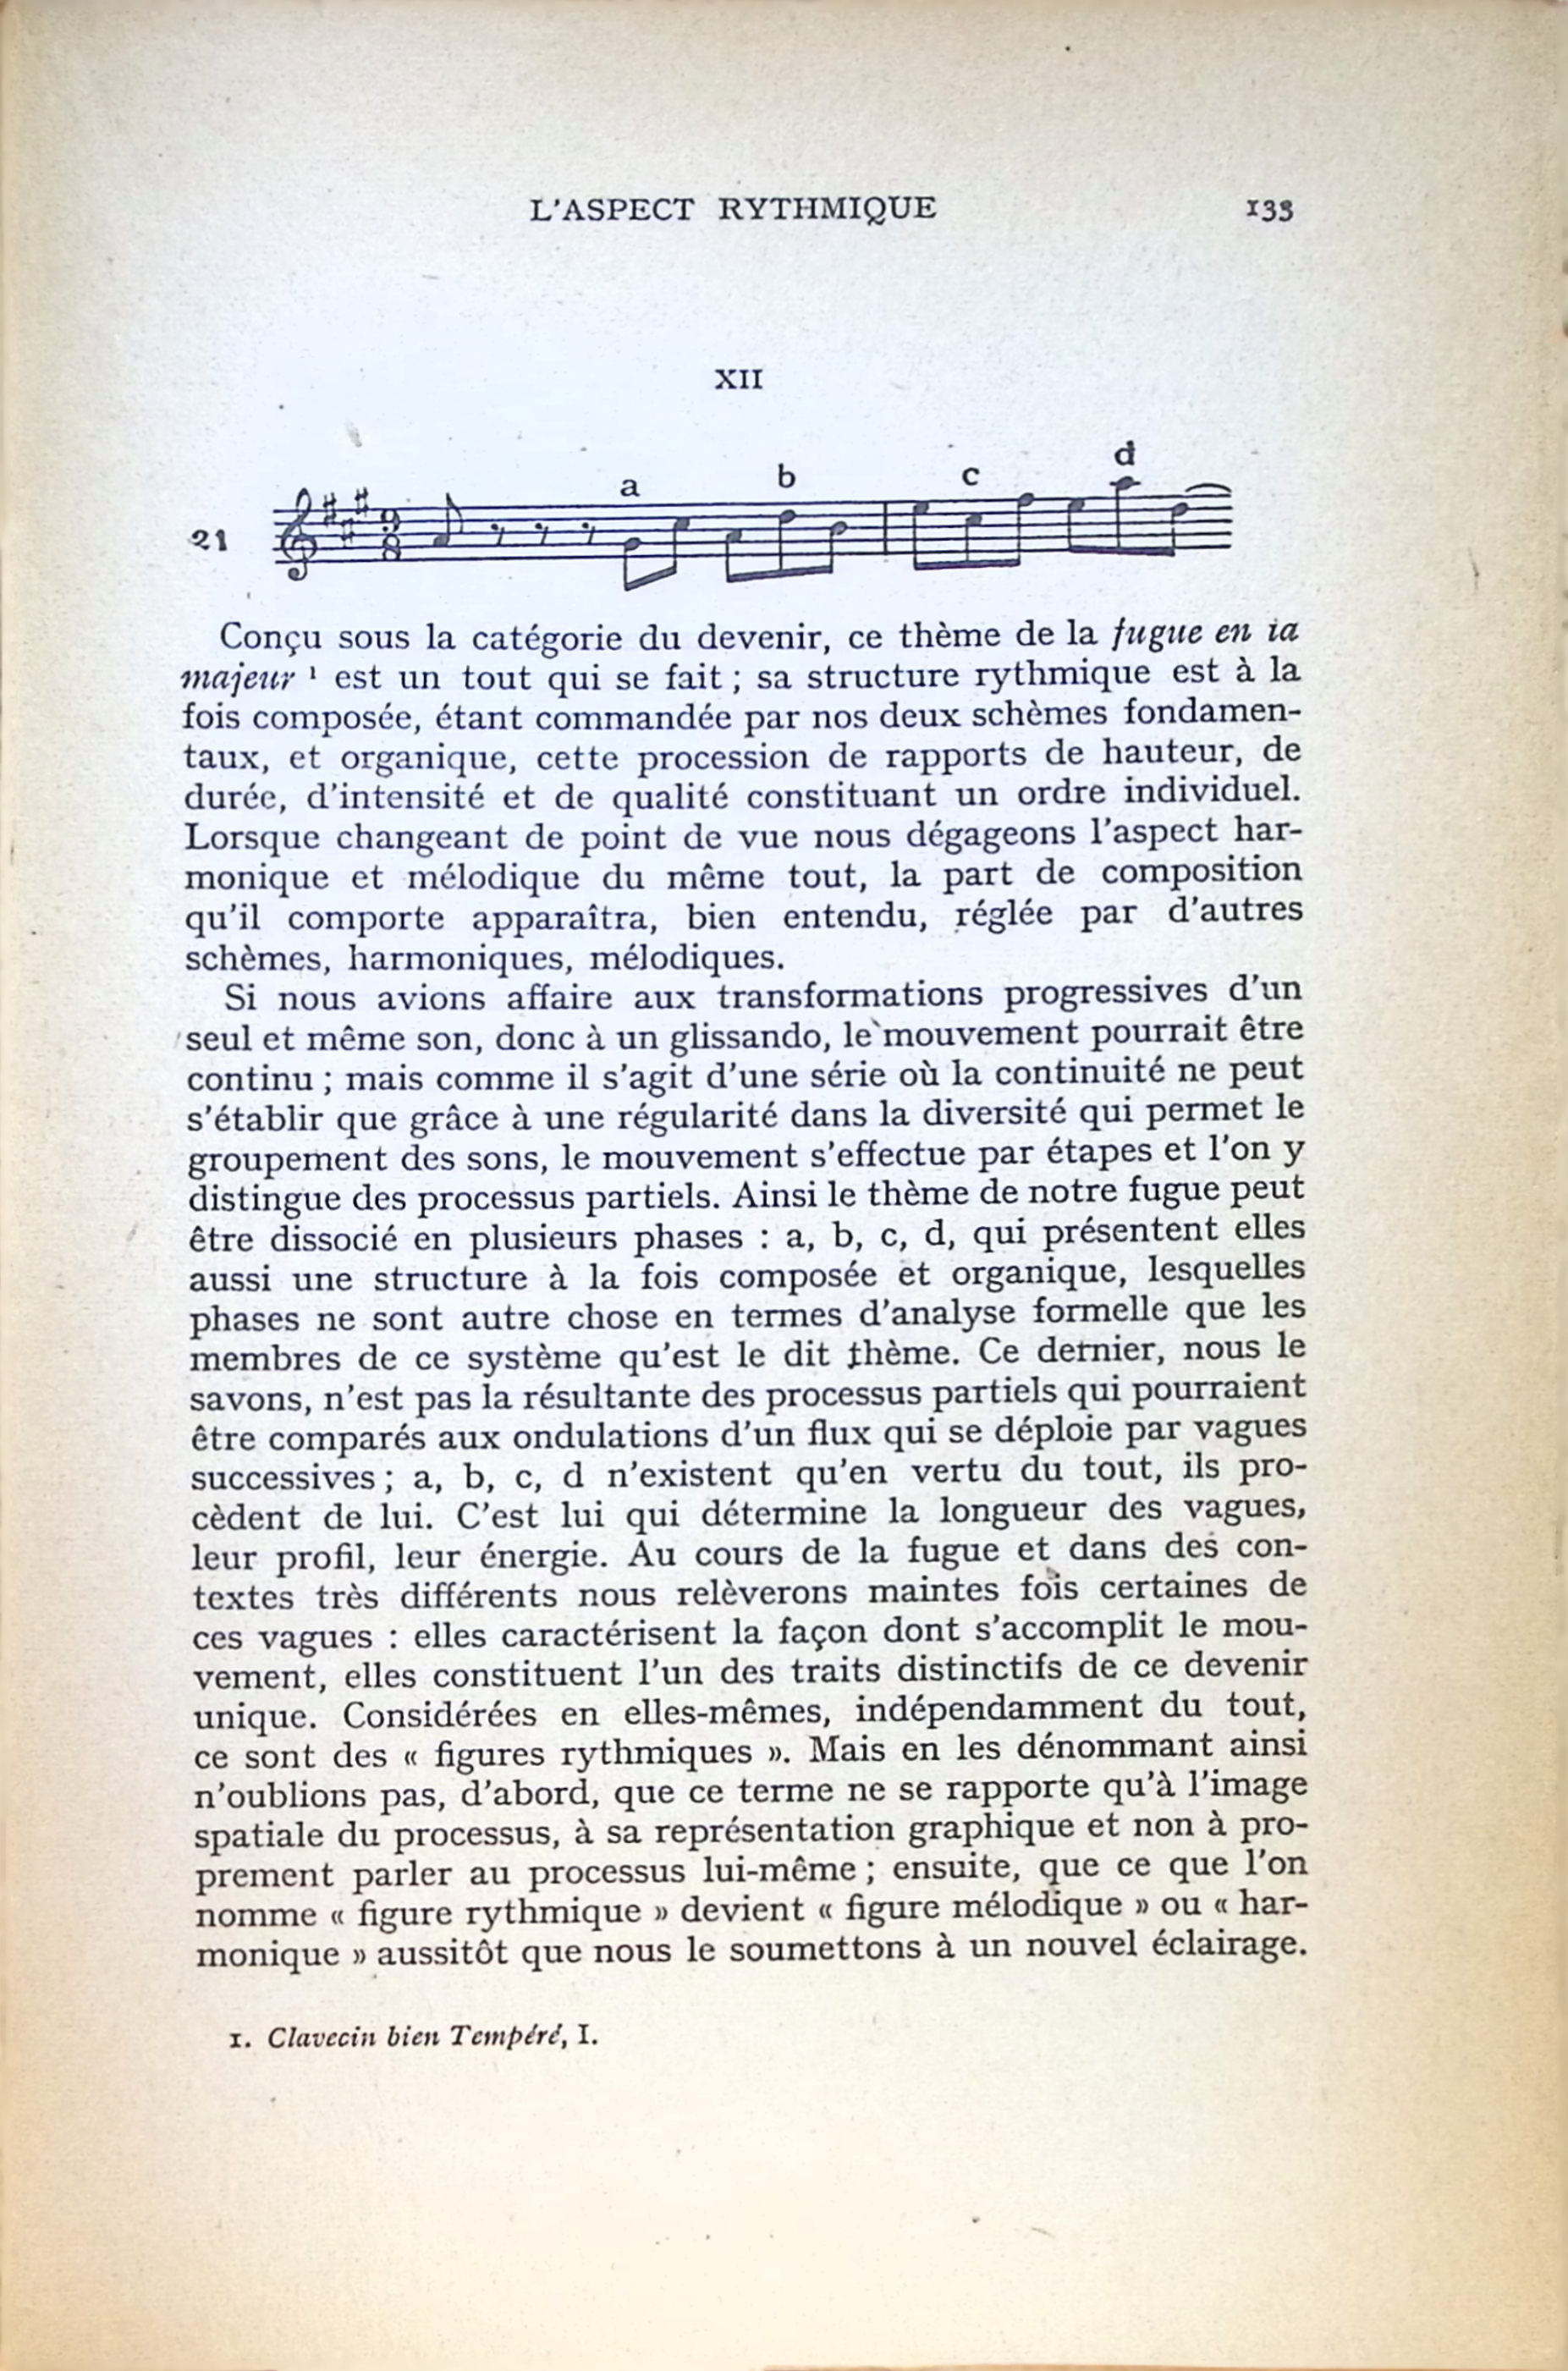 L'ASPECT RYTHMIQUE 133
XII
a b c d
21
Conçu sous la catégorie du devenir, ce thème de la fugue en la
majeur ¹ est un tout qui se fait ; sa structure rythmique est à la
fois composée, étant commandée par nos deux schèmes fondamen-
taux, et organique, cette procession de rapports de hauteur, de
durée, d'intensité et de qualité constituant un ordre individuel.
Lorsque changeant de point de vue nous dégageons l'aspect har-
monique et mélodique du même tout, la part de composition
qu'il comporte apparaîtra, bien entendu, réglée par d'autres
schèmes, harmoniques, mélodiques.
Si nous avions affaire aux transformations progressives d'un
seul et même son, donc à un glissando, le mouvement pourrait être
continu ; mais comme il s'agit d'une série où la continuité ne peut
s'établir que grâce à une régularité dans la diversité qui permet le
groupement des sons, le mouvement s'effectue par étapes et l'on y
distingue des processus partiels. Ainsi le thème de notre fugue peut
être dissocié en plusieurs phases : a, b, c, d, qui présentent elles
aussi une structure à la fois composée et organique, lesquelles
phases ne sont autre chose en termes d'analyse formelle que les
membres de ce système qu'est le dit thème. Ce dernier, nous le
savons, n'est pas la résultante des processus partiels qui pourraient
être comparés aux ondulations d'un flux qui se déploie par vagues
successives ; a, b, c, d n'existent qu'en vertu du tout, ils pro-
cèdent de lui. C'est lui qui détermine la longueur des vagues,
leur profil, leur énergie. Au cours de la fugue et dans des con-
textes très différents nous relèverons maintes fois certaines de
ces vagues : elles caractérisent la façon dont s'accomplit le mou-
vement, elles constituent l'un des traits distinctifs de ce devenir
unique. Considérées en elles-mêmes, indépendamment du tout,
ce sont des « figures rythmiques ». Mais en les dénommant ainsi
n'oublions pas, d'abord, que ce terme ne se rapporte qu'à l'image
spatiale du processus, à sa représentation graphique et non à pro-
prement parler au processus lui-même ; ensuite, que ce que l'on
nomme « figure rythmique » devient « figure mélodique » ou « har-
monique » aussitôt que nous le soumettons à un nouvel éclairage.
1. Clavecin bien Tempéré, I.